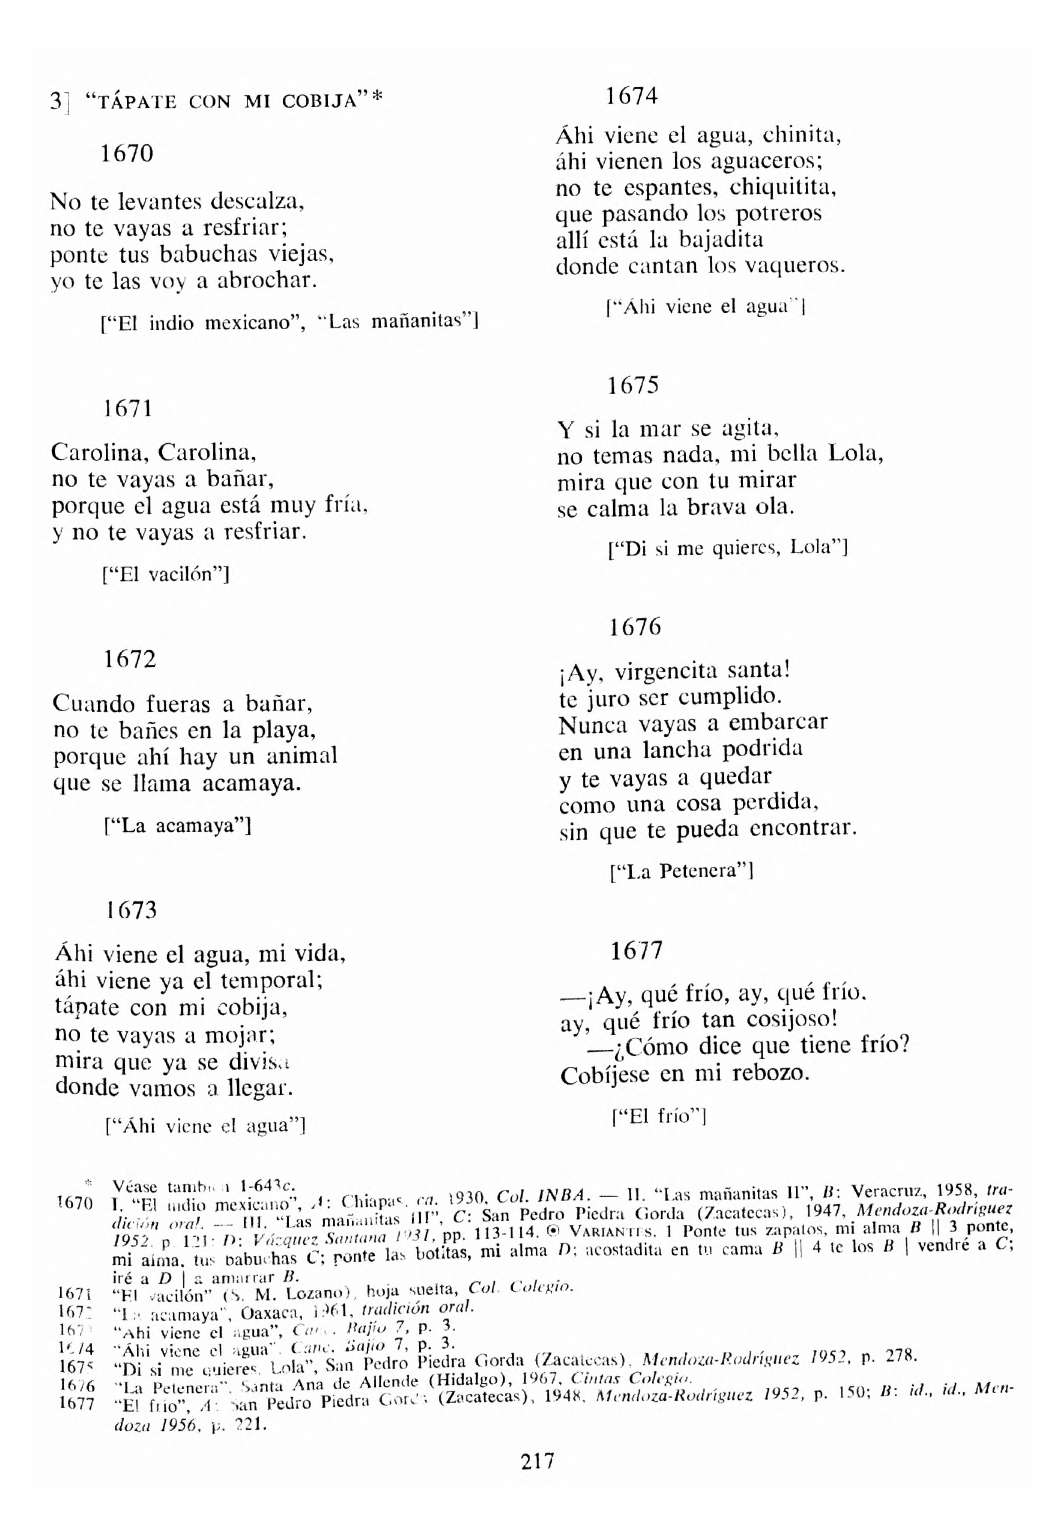 3] “TÁPATE CON MI COBIJA”*
1670
No te levantes descalza,
no te vayas a resfriar;
ponte tus babuchas viejas,
yo te las voy a abrochar.
[“El indio mexicano”, “Las mañanitas”]
1671
Carolina, Carolina,
no te vayas a bañar,
porque el agua está muy fría,
y no te vayas a resfriar.
[“El vacilón”]
1672
Cuando fueras a bañar,
no te bañes en la playa,
porque ahí hay un animal
que se llama acamaya.
[“La acamaya”]
1673
Áhi viene el agua, mi vida,
áhi viene ya el temporal;
tápate con mi cobija,
no te vayas a mojar;
mira que ya se divisa
donde vamos a llegar.
[“Áhi viene el agua”]
1674
Áhi viene el agua, chinita,
áhi vienen los aguaceros;
no te espantes, chiquitita,
que pasando los potreros
allí está la bajadita
donde cantan los vaqueros.
[“Áhi viene el agua”]
1675
Y si la mar se agita,
no temas nada, mi bella Lola,
mira que con tu mirar
se calma la brava ola.
[“Di si me quieres, Lola”]
1676
¡Ay, virgencita santa!
te juro ser cumplido.
Nunca vayas a embarcar
en una lancha podrida
y te vayas a quedar
como una cosa perdida,
sin que te pueda encontrar.
[“La Petenera”]
1677
—¡Ay, qué frío, ay, qué frío.
ay, qué frío tan cosijoso!
—¿Cómo dice que tiene frío?
Cobíjese en mi rebozo.
[“El frío”]
* Véase también 1-643c.
1670 I. “El indio mexicano”, A: Chiapas, ca. 1930, Col. INBA. — II. “Las mañanitas II”, B: Veracruz, 1958, tra-
dición oral. — III. “Las mañanitas III”, C: San Pedro Piedra Gorda (Zacatecas), 1947, Mendoza-Rodríguez
1952, p. 121; D: Vázquez Santana 1931, pp. 113-114. ⦿ VARIANTES. 1 Ponte tus zapatos, mi alma B || 3 ponte,
mi alma, tus babuchas C; ponte las botitas, mi alma D; acostadita en tu cama B || 4 te los B | vendré a C;
iré a D | a amarrar B.
1671 “El vacilón” (S. M. Lozano), hoja suelta, Col. Colegio.
1672 “La acamaya”, Oaxaca, 1961, tradición oral.
1673 “Ahi viene el agua”, Canc. Bajío 7, p. 3.
1674 “Áhi viene el agua”, Canc. Bajío 7, p. 3.
1675 “Di si me quieres, Lola”, San Pedro Piedra Gorda (Zacatecas), Mendoza-Rodríguez 1952, p. 278.
1676 “La Petenera”, Santa Ana de Allende (Hidalgo), 1967, Cintas Colegio.
1677 “El frío”, A: San Pedro Piedra Gorda (Zacatecas), 1948, Mendoza-Rodríguez 1952, p. 150; B: id., id., Men-
doza 1956, p. 221.
217